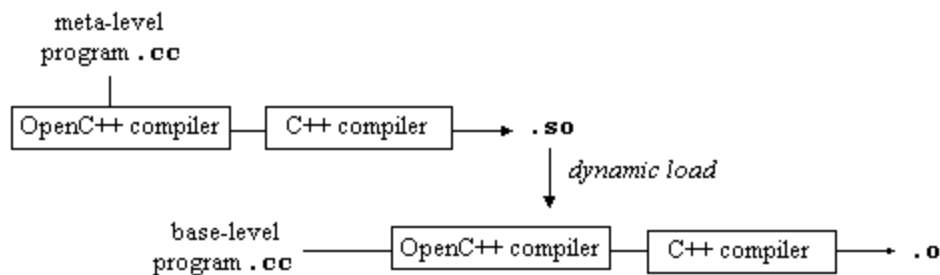 meta-level
program .cc
OpenC++ compiler
C++ compiler
.so
dynamic load
base-level
program .cc
OpenC++ compiler
C++ compiler
.o